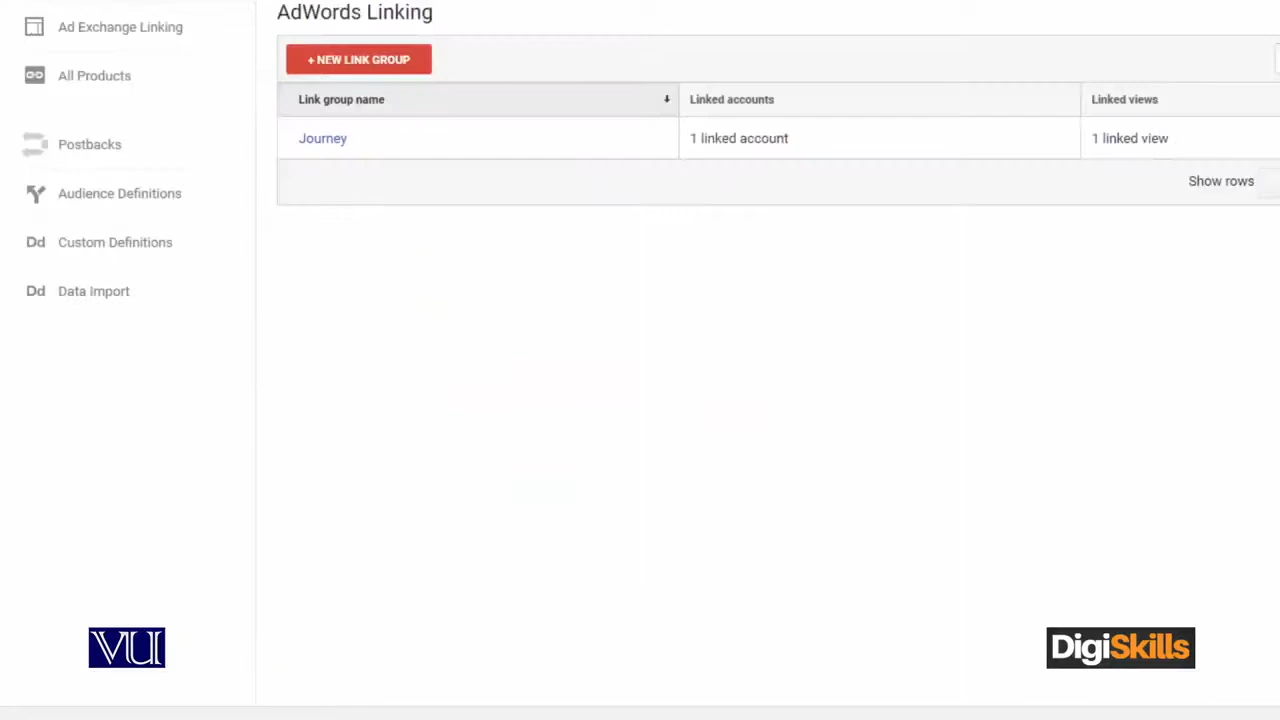 AdWords Linking
Ad Exchange Linking
All Products
Postbacks
Audience Definitions
Dd Custom Definitions
Dd Data Import
+ NEW LINK GROUP
Link group name Linked accounts Linked views
Journey 1 linked account 1 linked view
Show rows
VU
DigiSkills